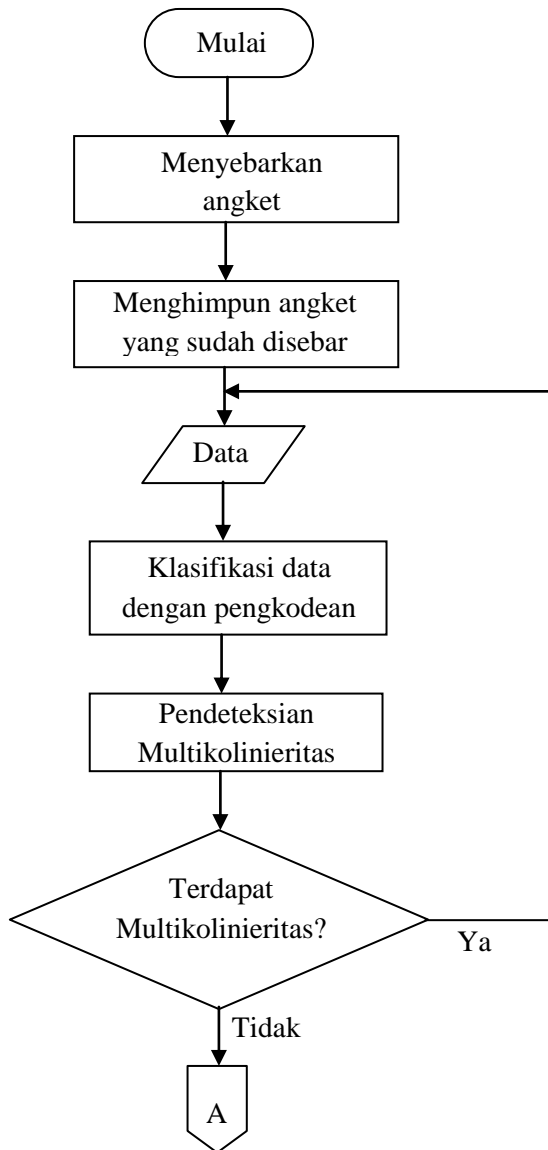 Mulai
Menyebarkan
angket
Menghimpun angket
yang sudah disebar
Data
Klasifikasi data
dengan pengkodean
Pendeteksian
Multikolinieritas
Terdapat
Multikolinieritas?
Ya
Tidak
A